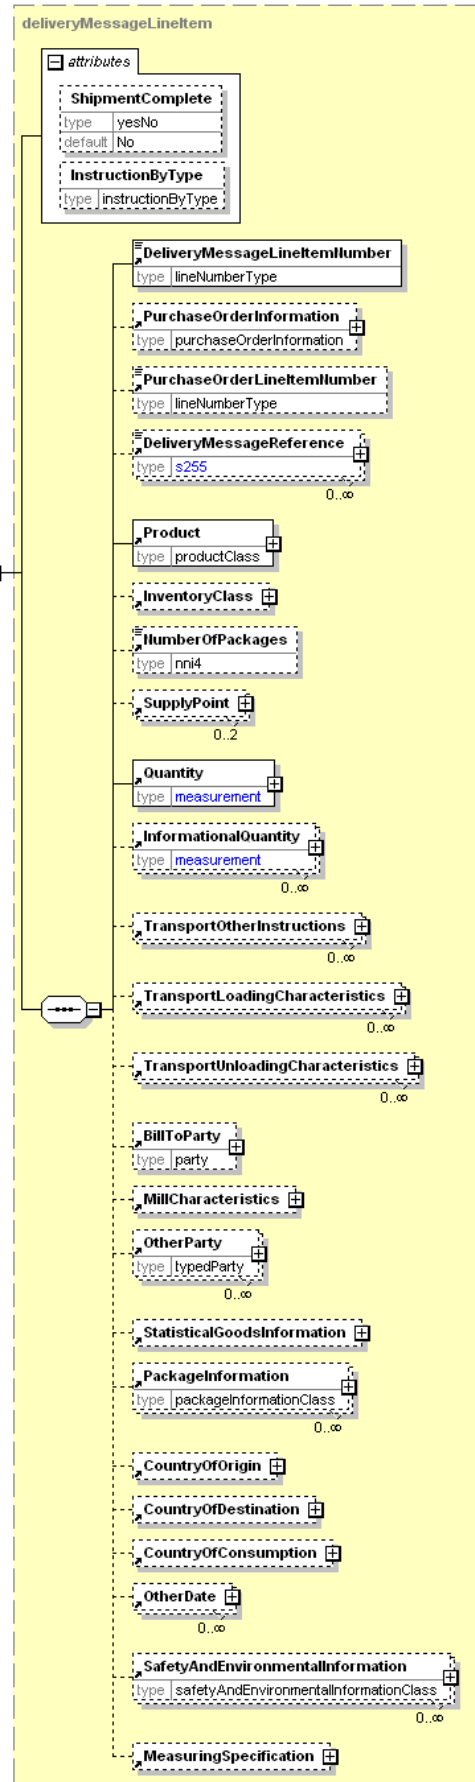 deliveryMessageLineItem
attributes
ShipmentComplete
type yesNo
default No
InstructionByType
type instructionByType
DeliveryMessageLineItemNumber
type lineNumberType
PurchaseOrderInformation
type purchaseOrderInformation
PurchaseOrderLineItemNumber
type lineNumberType
DeliveryMessageReference
type s255
0..∞
Product
type productClass
InventoryClass
NumberOfPackages
type nni4
SupplyPoint
0..2
Quantity
type measurement
InformationalQuantity
type measurement
0..∞
TransportOtherInstructions
0..∞
TransportLoadingCharacteristics
0..∞
TransportUnloadingCharacteristics
0..∞
BillToParty
type party
MillCharacteristics
OtherParty
type typedParty
0..∞
StatisticalGoodsInformation
PackageInformation
type packageInformationClass
0..∞
CountryOfOrigin
CountryOfDestination
CountryOfConsumption
OtherDate
0..∞
SafetyAndEnvironmentalInformation
type safetyAndEnvironmentalInformationClass
0..∞
MeasuringSpecification